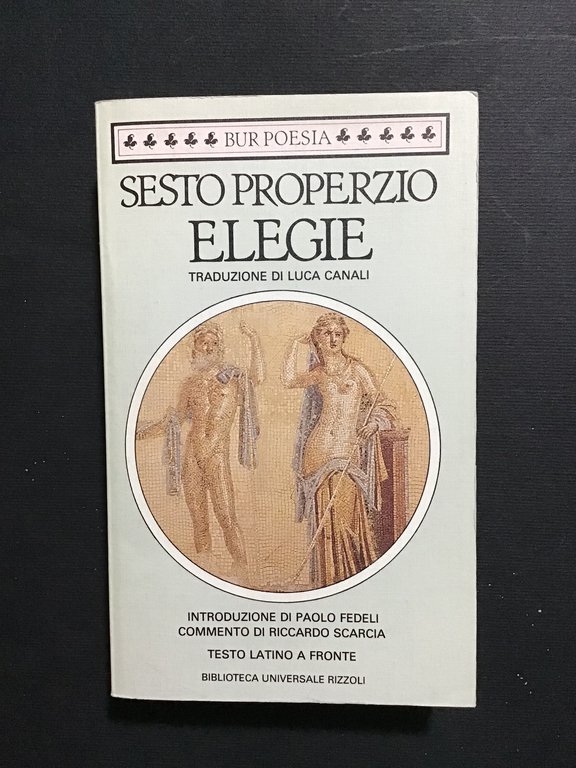 BUR POESIA
SESTO PROPERZIO
ELEGIE
TRADUZIONE DI LUCA CANALI
INTRODUZIONE DI PAOLO FEDELI
COMMENTO DI RICCARDO SCARCIA
TESTO LATINO A FRONTE
BIBLIOTECA UNIVERSALE RIZZOLI